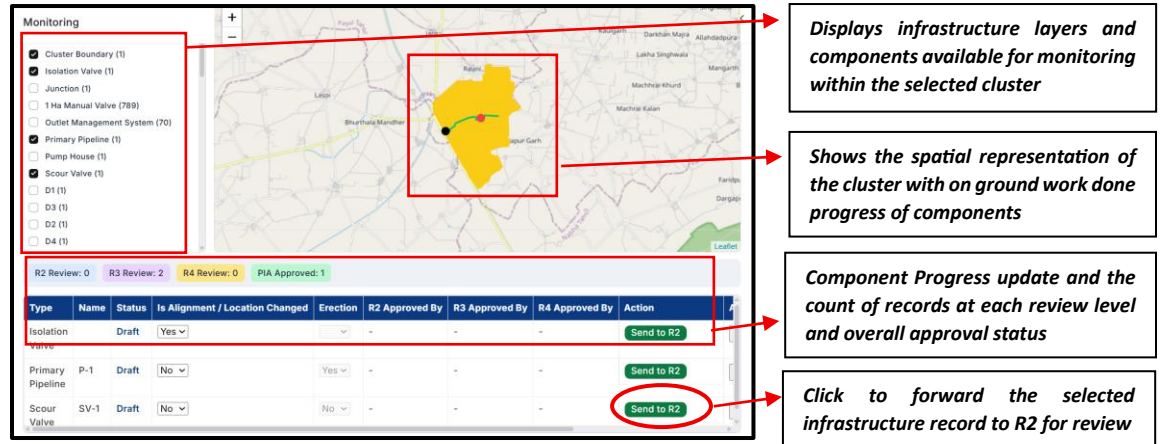 Monitoring
Cluster Boundary (1)
Isolation Valve (1)
Junction (1)
1 Ha Manual Valve (789)
Outlet Management System (70)
Primary Pipeline (1)
Pump House (1)
Scour Valve (1)
D1 (1)
D3 (1)
D2 (1)
D4 (1)
+
−
Darkhan Majra
Allahdadpura
Lakha Singhwala
Mangarh
Lasoi
Machhrai Khurd
Machrai Kalan
Bhurthala Mandher
apur Garh
Faridpu
Dargap
Leaflet
R2 Review: 0 R3 Review: 2 R4 Review: 0 PIA Approved: 1
Type Name Status Is Alignment / Location Changed Erection R2 Approved By R3 Approved By R4 Approved By Action A
Isolation Valve Draft Yes - - - Send to R2
Primary Pipeline P-1 Draft No Yes - - - Send to R2
Scour Valve SV-1 Draft No No - - - Send to R2
Displays infrastructure layers and
components available for monitoring
within the selected cluster
Shows the spatial representation of
the cluster with on ground work done
progress of components
Component Progress update and the
count of records at each review level
and overall approval status
Click to forward the selected
infrastructure record to R2 for review